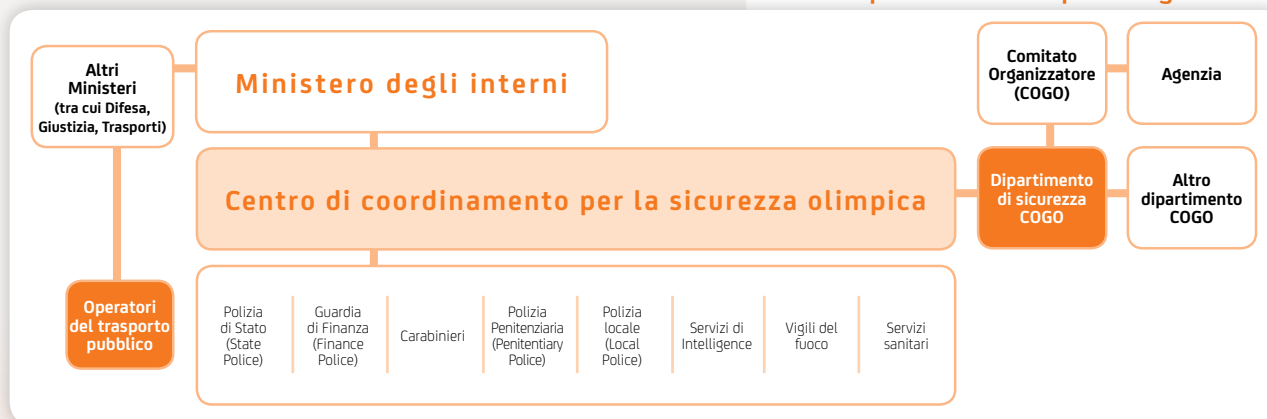 Altri
Ministeri
(tra cui Difesa,
Giustizia, Trasporti)
Ministero degli interni
Comitato
Organizzatore
(COGO)
Agenzia
Centro di coordinamento per la sicurezza olimpica
Dipartimento
di sicurezza
COGO
Altro
dipartimento
COGO
Operatori
del trasporto
pubblico
Polizia
di Stato
(State
Police)
Guardia
di Finanza
(Finance
Police)
Carabinieri
Polizia
Penitenziaria
(Penitentiary
Police)
Polizia
locale
(Local
Police)
Servizi di
Intelligence
Vigili del
fuoco
Servizi
sanitari